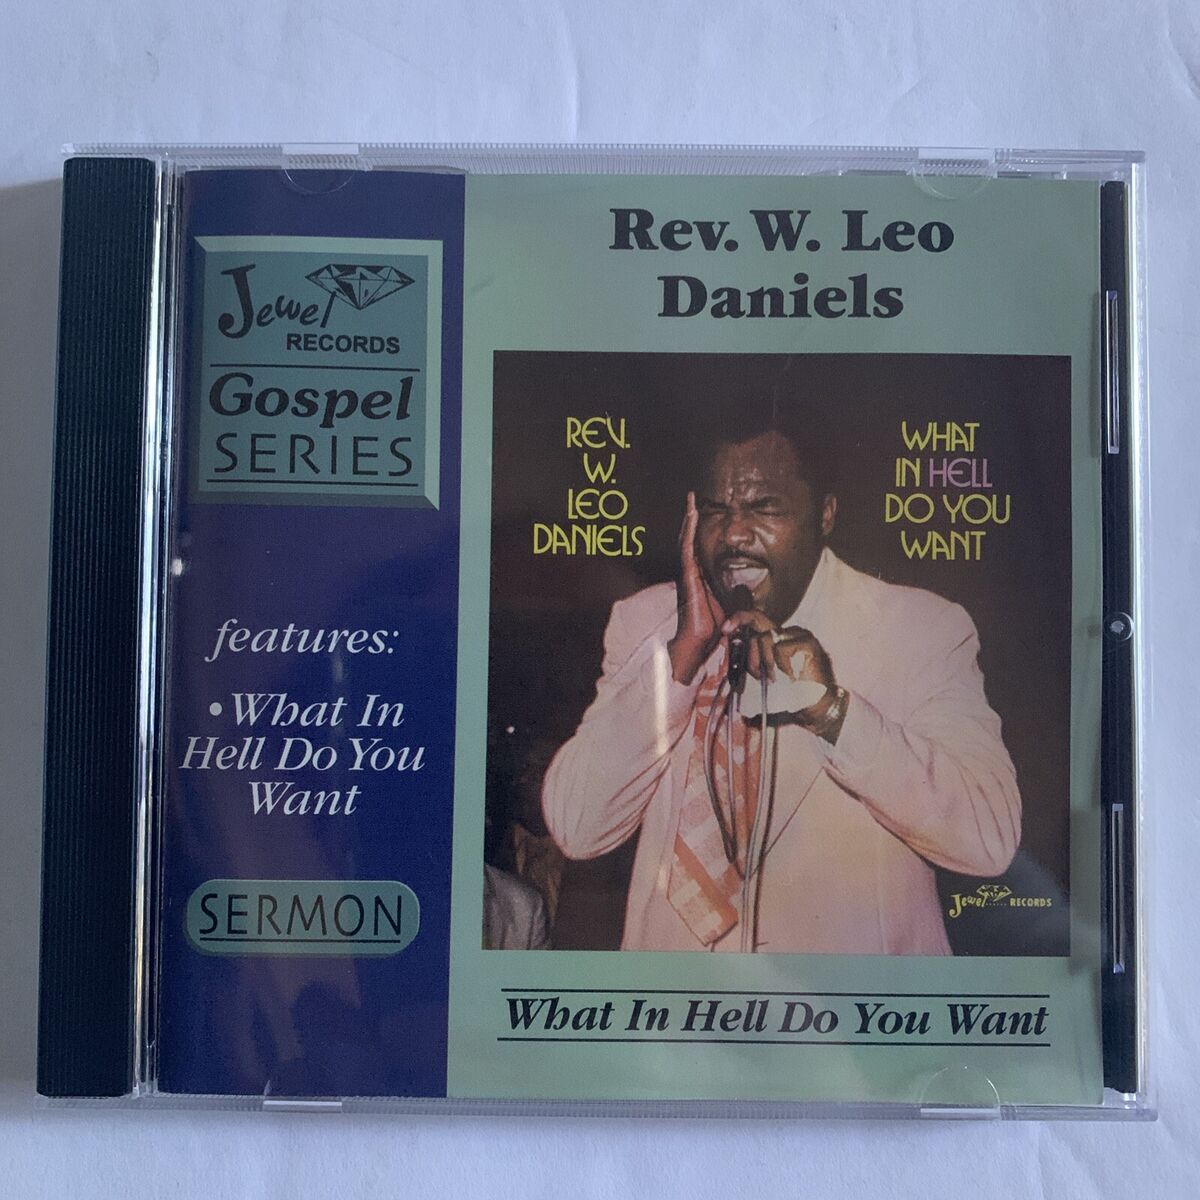 Jewel
RECORDS
Gospel
SERIES
features:
• What In
Hell Do You
Want
SERMON
Rev. W. Leo
Daniels
REV.
W.
LEO
DANIELS
WHAT
IN HELL
DO YOU
WANT
Jewel RECORDS
What In Hell Do You Want